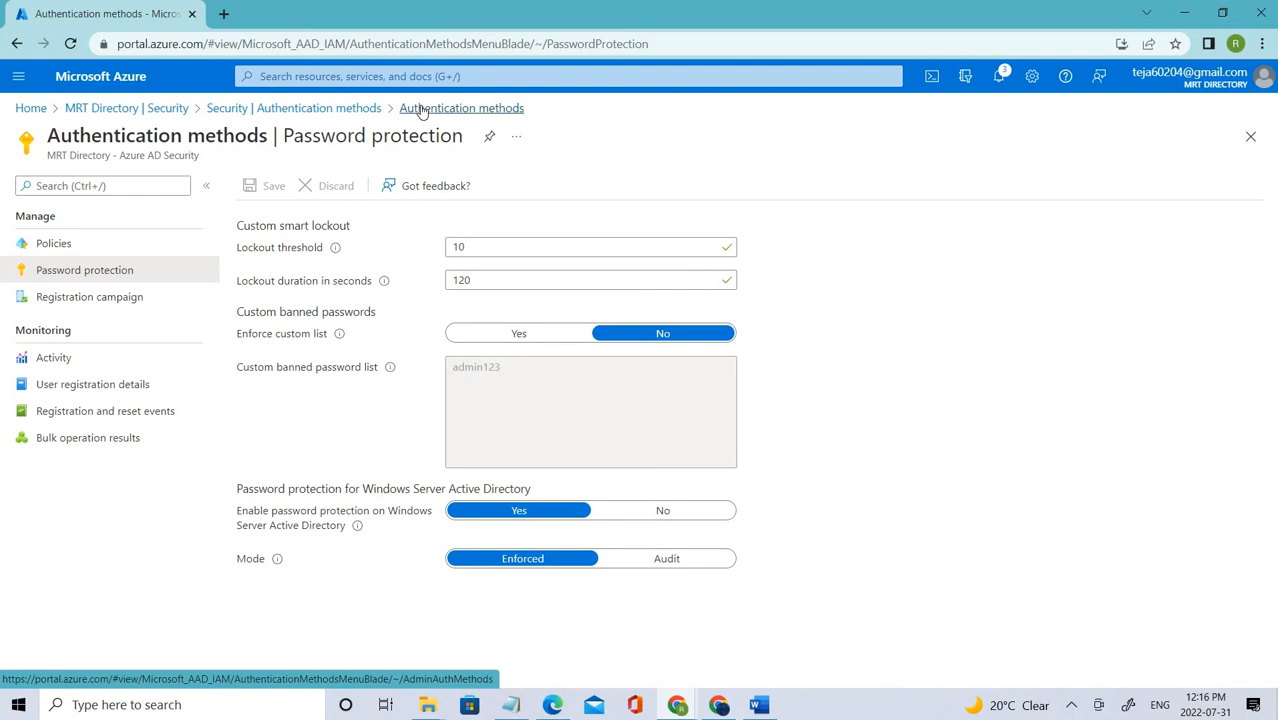 Authentication methods - Micros
portal.azure.com/#view/Microsoft_AAD_IAM/AuthenticationMethodsMenuBlade/~/PasswordProtection
R
Microsoft Azure
Search resources, services, and docs (G+/)
3
teja60204@gmail.com
MRT DIRECTORY
Home > MRT Directory | Security > Security | Authentication methods > Authentication methods
Authentication methods | Password protection
MRT Directory - Azure AD Security
Search (Ctrl+/)
Save
Discard
Got feedback?
Manage
Policies
Password protection
Registration campaign
Monitoring
Activity
User registration details
Registration and reset events
Bulk operation results
Custom smart lockout
Lockout threshold
10
Lockout duration in seconds
120
Custom banned passwords
Enforce custom list
Yes
No
Custom banned password list
admin123
Password protection for Windows Server Active Directory
Enable password protection on Windows
Server Active Directory
Yes
No
Mode
Enforced
Audit
https://portal.azure.com/#view/Microsoft_AAD_IAM/AuthenticationMethodsMenuBlade/~/AdminAuthMethods
Type here to search
20°C Clear
ENG
12:16 PM
2022-07-31